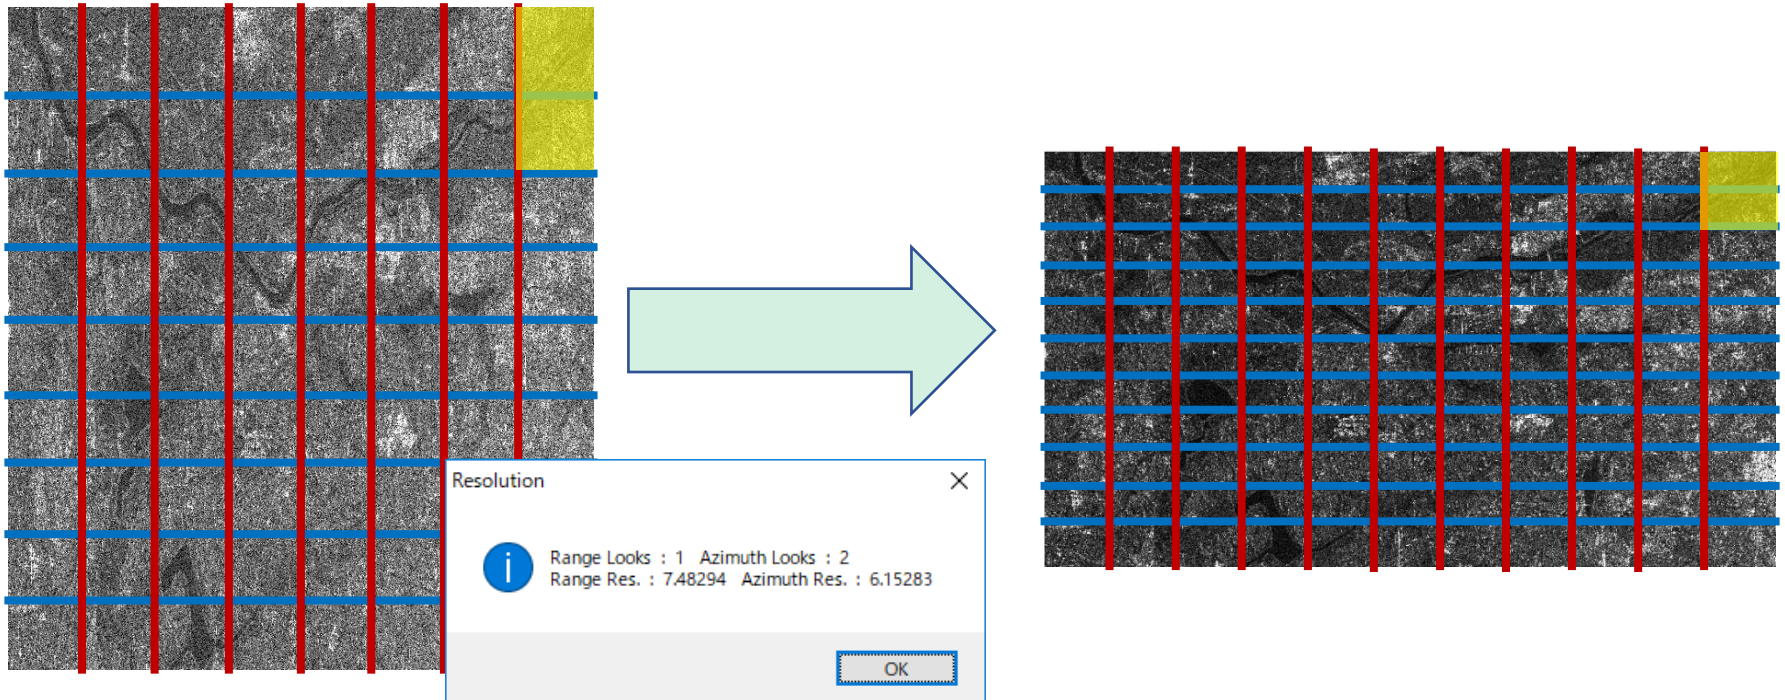 Resolution
Range Looks : 1 Azimuth Looks : 2
Range Res. : 7.48294 Azimuth Res. : 6.15283
OK